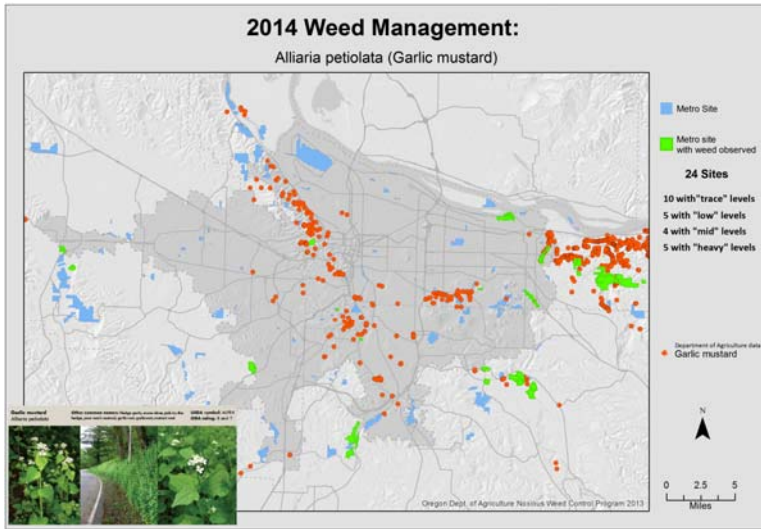 2014 Weed Management:
Alliaria petiolata (Garlic mustard)
Metro Site
Metro site
with weed observed
24 Sites
10 with"trace" levels
5 with "low" levels
4 with "mid" levels
5 with "heavy" levels
Department of Agriculture data
Garlic mustard
N
0 2.5 5
Miles
Garlic mustard
Alliaria petiolata
Other common names:
USDA symbol:
ODA rating:
Oregon Dept. of Agriculture Noxious Weed Control Program 2013